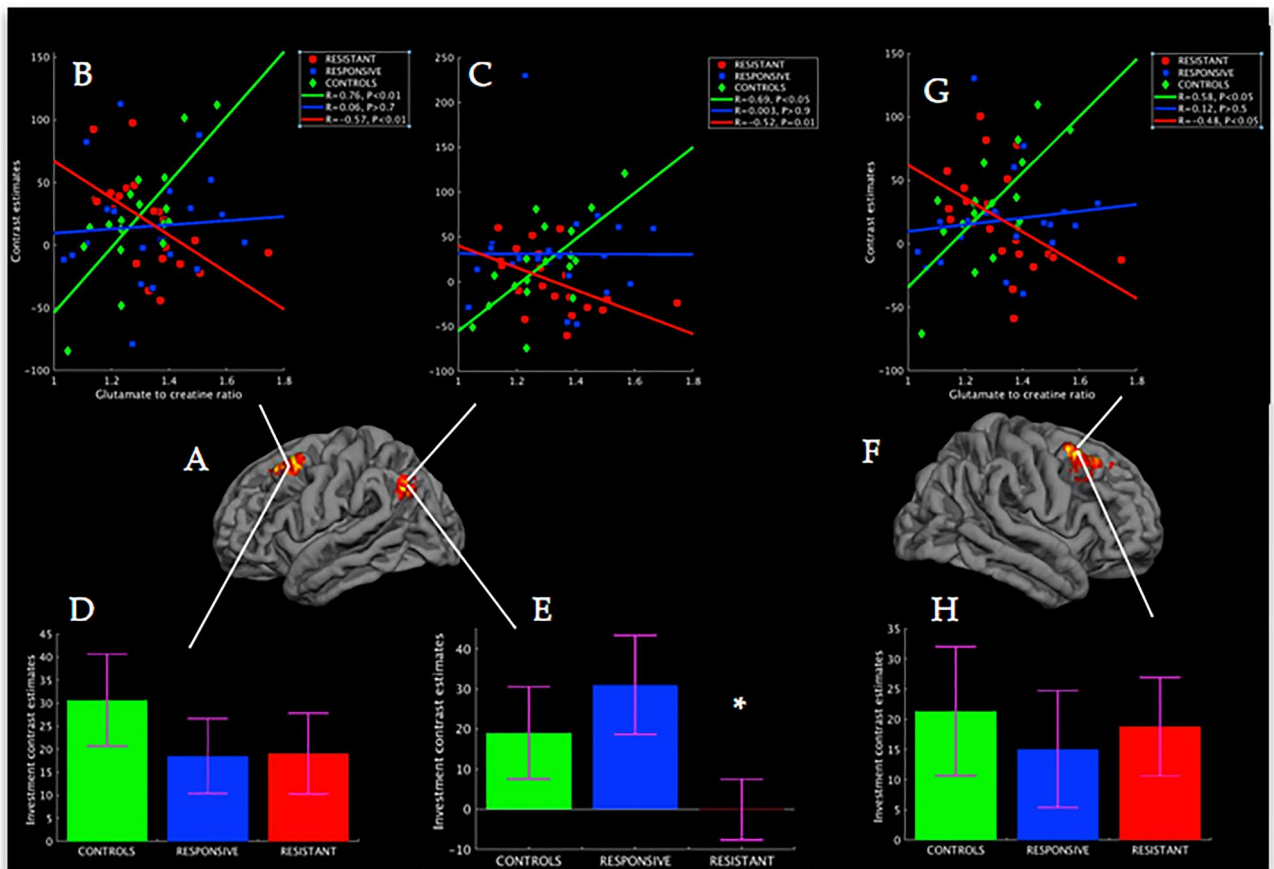 B
150
100
50
0
−50
−100
Contrast estimates
1
1.2
1.4
1.6
1.8
Glutamate to creatine ratio
RESISTANT
RESPONSIVE
CONTROLS
R=0.76, P<0.01
R=0.06, P>0.7
R=−0.57, P<0.01
C
250
200
150
100
50
0
−50
−100
1
1.2
1.4
1.6
1.8
RESISTANT
RESPONSIVE
CONTROLS
R=0.69, P<0.05
R=0.003, P>0.9
R=−0.52, P=0.01
G
150
100
50
0
−50
−100
Contrast estimates
1
1.2
1.4
1.6
1.8
Glutamate to creatine ratio
RESISTANT
RESPONSIVE
CONTROLS
R=0.58, P<0.05
R=0.12, P>0.5
R=−0.48, P<0.05
A
F
D
45
40
35
30
25
20
15
10
5
0
Investment contrast estimates
CONTROLS
RESPONSIVE
RESISTANT
E
40
30
20
10
0
−10
Investment contrast estimates
*
CONTROLS
RESPONSIVE
RESISTANT
H
35
30
25
20
15
10
5
0
Investment contrast estimates
CONTROLS
RESPONSIVE
RESISTANT